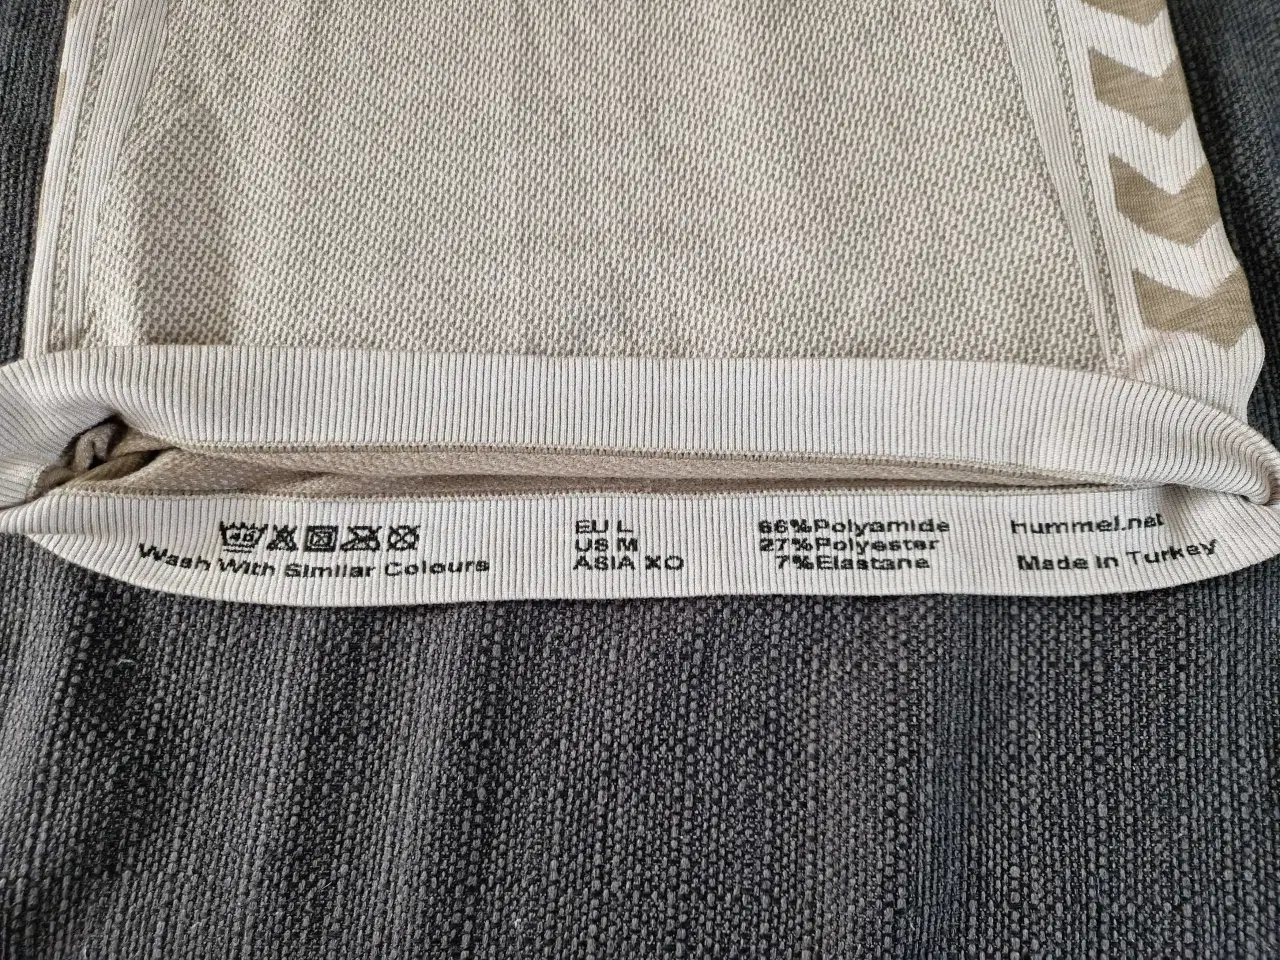 40
Wash With Similar Colours
EU L
US M
ASIA XO
66%Polyamide
27%Polyester
7%Elastane
hummel.net
Made in Turkey